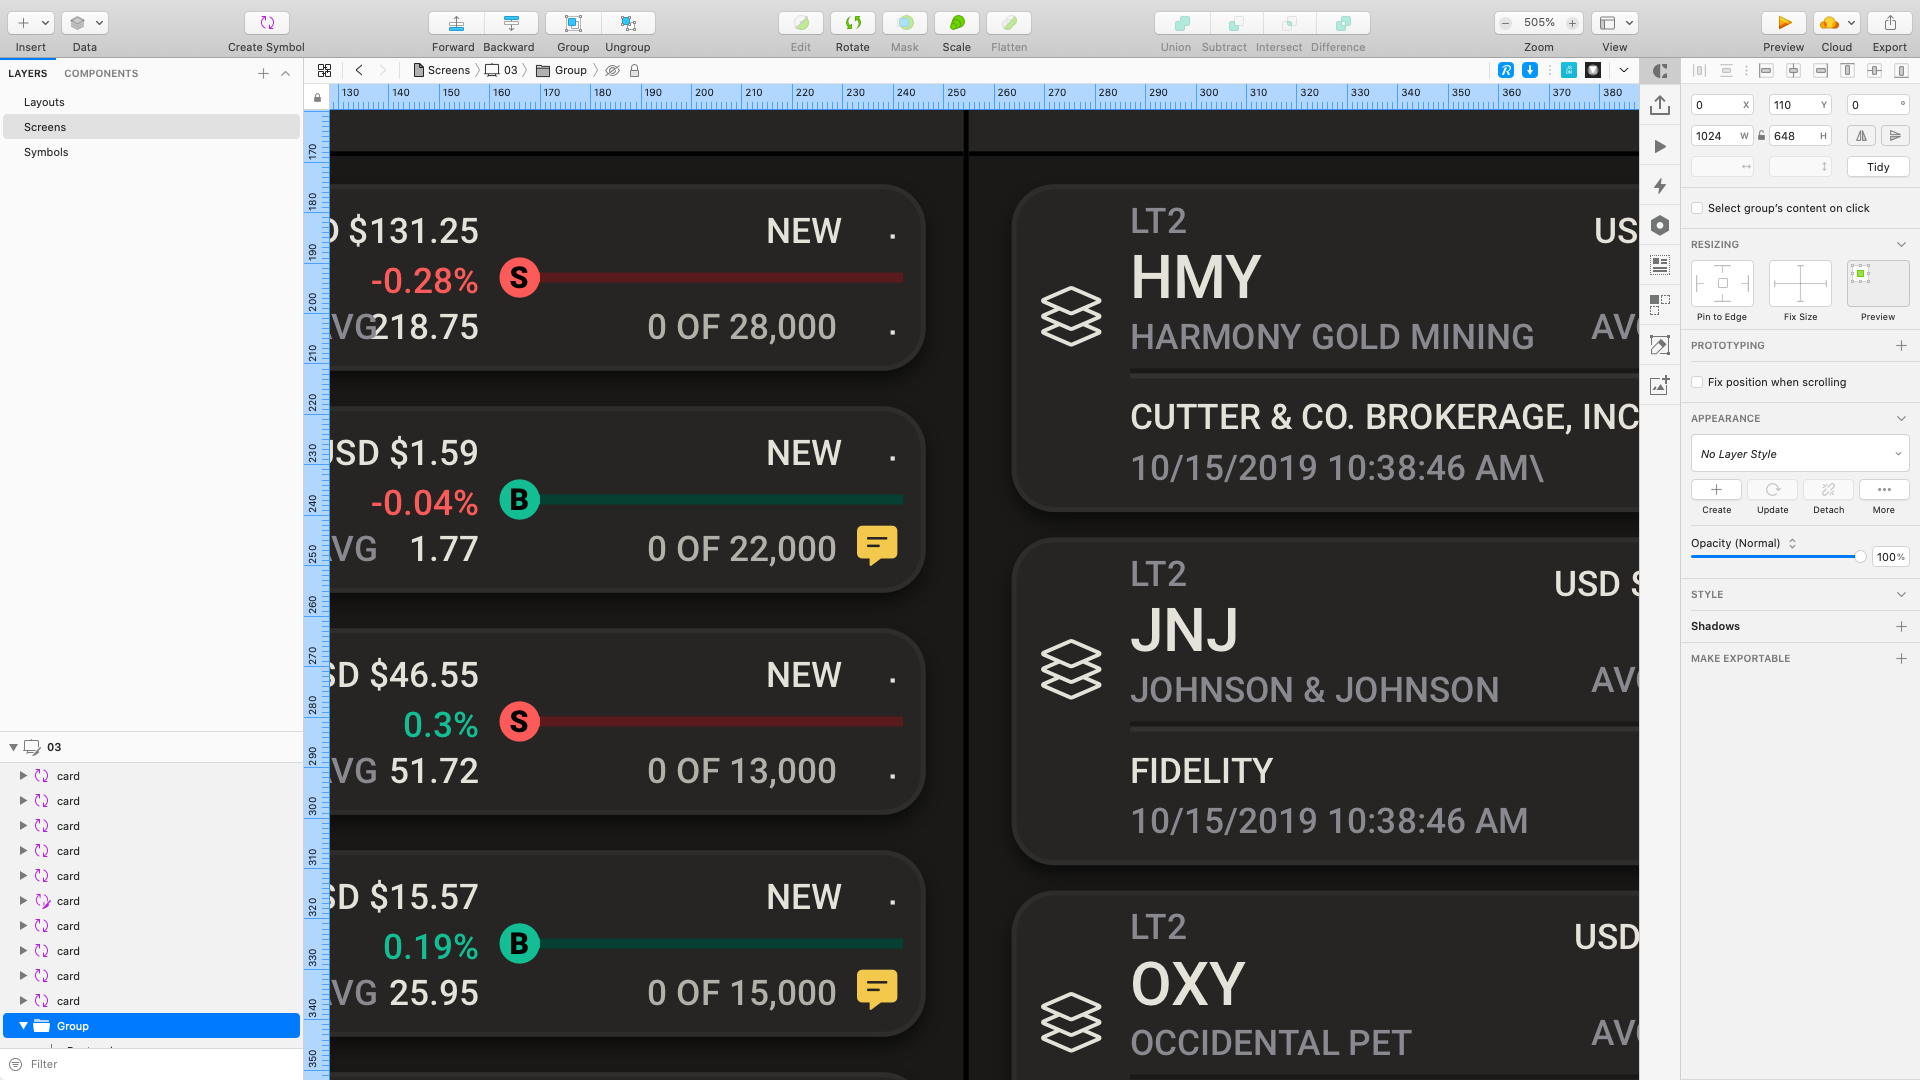 Insert
Data
Create Symbol
Forward
Backward
Group
Ungroup
Edit
Rotate
Mask
Scale
Flatten
Union
Subtract
Intersect
Difference
505%
Zoom
View
Preview
Cloud
Export
LAYERS
COMPONENTS
Screens
03
Group
Layouts
Screens
Symbols
03
card
card
card
card
card
card
card
card
card
card
Group
Filter
130 140 150 160 170 180 190 200 210 220 230 240 250 260 270 280 290 300 310 320 330 340 350 360 370 380
170
180
190
200
210
220
230
240
250
260
270
280
290
300
310
320
330
340
350
$131.25
NEW
-0.28%
S
VG
218.75
0 OF 28,000
SD $1.59
NEW
-0.04%
B
VG
1.77
0 OF 22,000
D $46.55
NEW
0.3%
S
VG
51.72
0 OF 13,000
D $15.57
NEW
0.19%
B
VG
25.95
0 OF 15,000
LT2
US
HMY
HARMONY GOLD MINING
AV
CUTTER & CO. BROKERAGE, INC
10/15/2019 10:38:46 AM\
LT2
USD
JNJ
JOHNSON & JOHNSON
AV
FIDELITY
10/15/2019 10:38:46 AM
LT2
USD
OXY
OCCIDENTAL PET
AV
0 X
110 Y
0 °
1024 W
648 H
Tidy
Select group's content on click
RESIZING
Pin to Edge
Fix Size
Preview
PROTOTYPING
Fix position when scrolling
APPEARANCE
No Layer Style
Create
Update
Detach
More
Opacity (Normal)
100%
STYLE
Shadows
MAKE EXPORTABLE